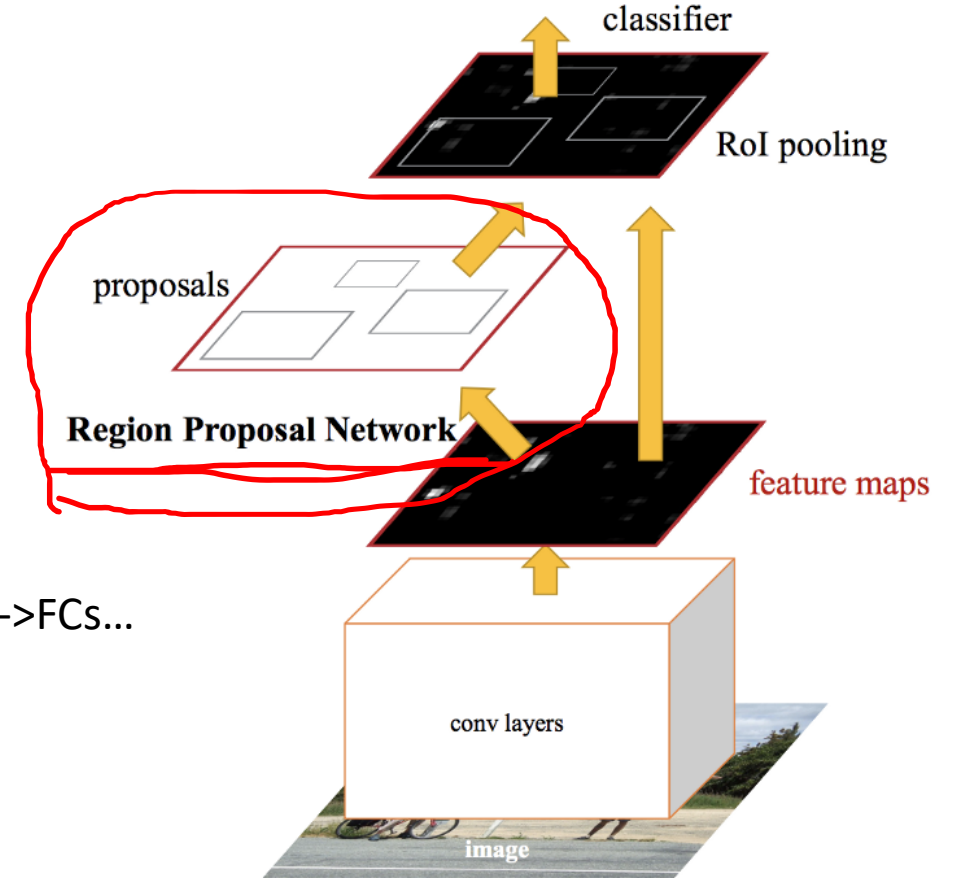 classifier
RoI pooling
proposals
Region Proposal Network
feature maps
->FCs...
conv layers
image